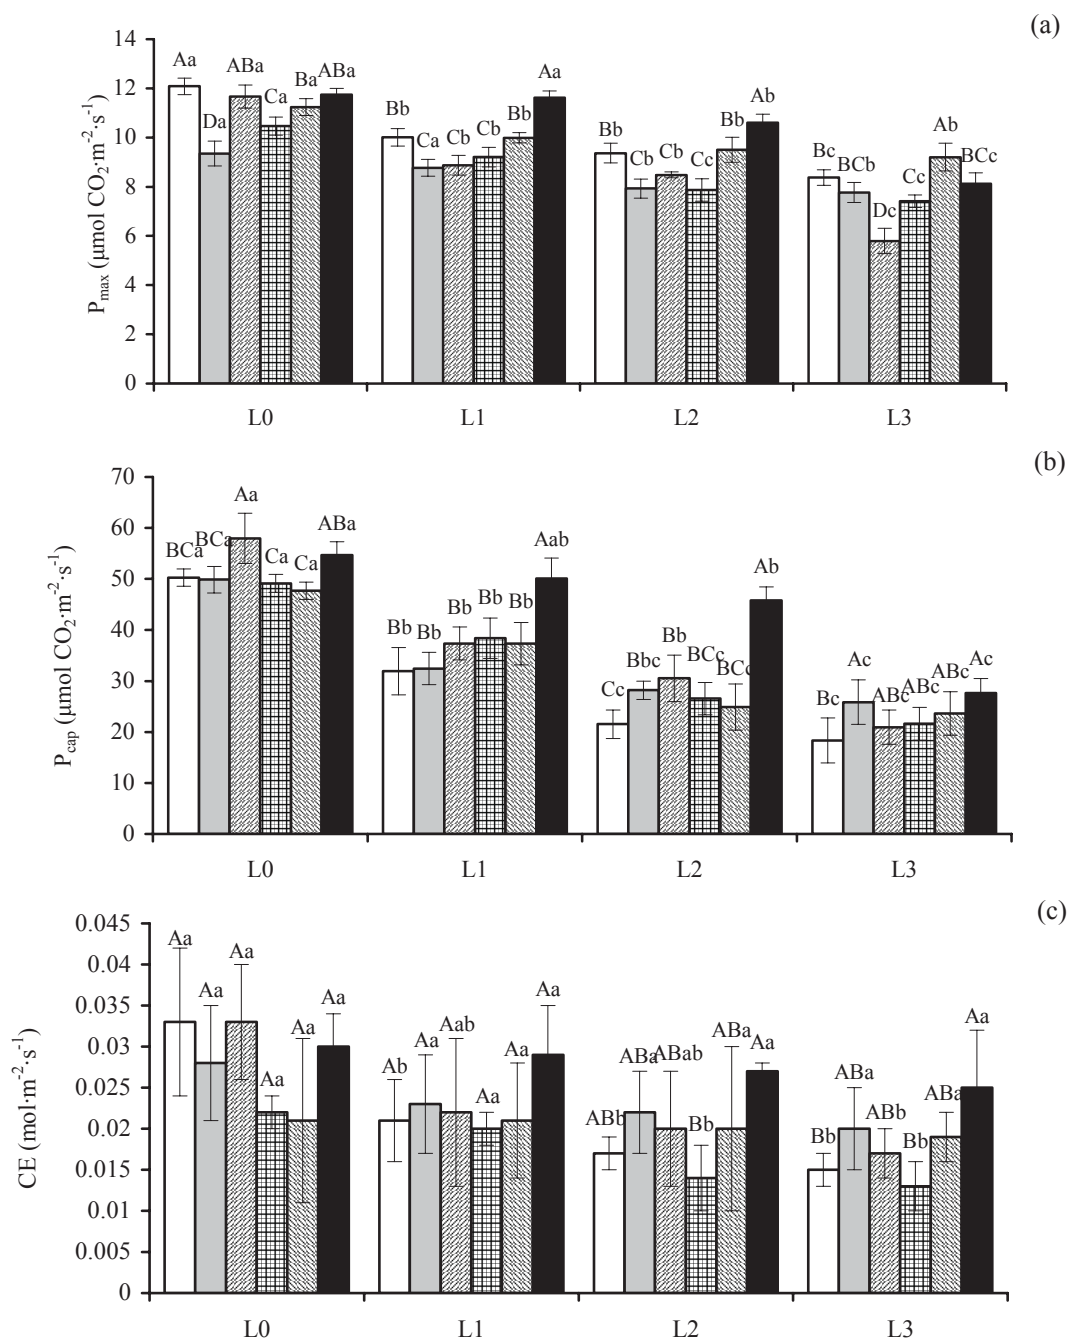 (a)
14
12
10
8
6
4
2
0
Pmax (μmol CO2·m-2·s-1)
Aa Da ABa Ca Ba ABa
Bb Ca Cb Cb Bb Aa
Bb Cb Cb Cc Bb Ab
Bc BCb Dc Cc Ab BCc
L0 L1 L2 L3
(b)
70
60
50
40
30
20
10
0
Pcap (μmol CO2·m-2·s-1)
BCa BCa Aa Ca Ca ABa
Bb Bb Bb Bb Bb Aab
Cc Bbc Bb BCc BCc Ab
Bc Ac ABc ABc ABc Ac
L0 L1 L2 L3
(c)
0.045
0.04
0.035
0.03
0.025
0.02
0.015
0.01
0.005
0
CE (mol·m-2·s-1)
Aa Aa Aa Aa Aa Aa
Ab Aa Aab Aa Aa Aa
ABb ABa ABab Bb ABa Aa
Bb ABa ABb Bb ABa Aa
L0 L1 L2 L3